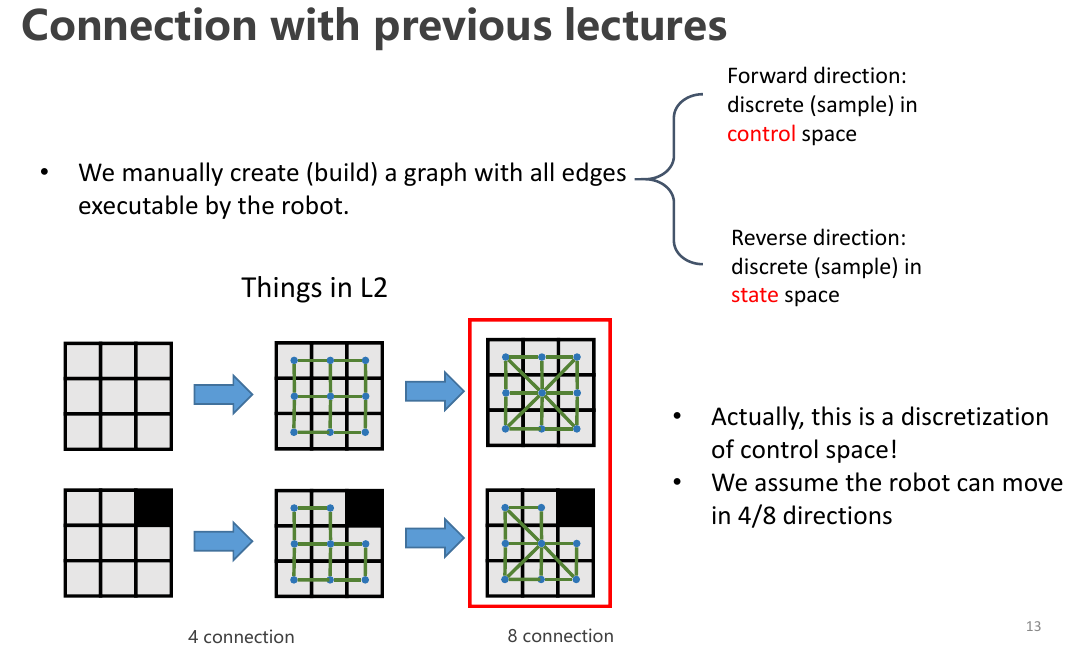 Connection with previous lectures
Forward direction:
discrete (sample) in
control space
• We manually create (build) a graph with all edges
executable by the robot.
Reverse direction:
discrete (sample) in
state space
Things in L2
• Actually, this is a discretization
of control space!
• We assume the robot can move
in 4/8 directions
4 connection
8 connection
13